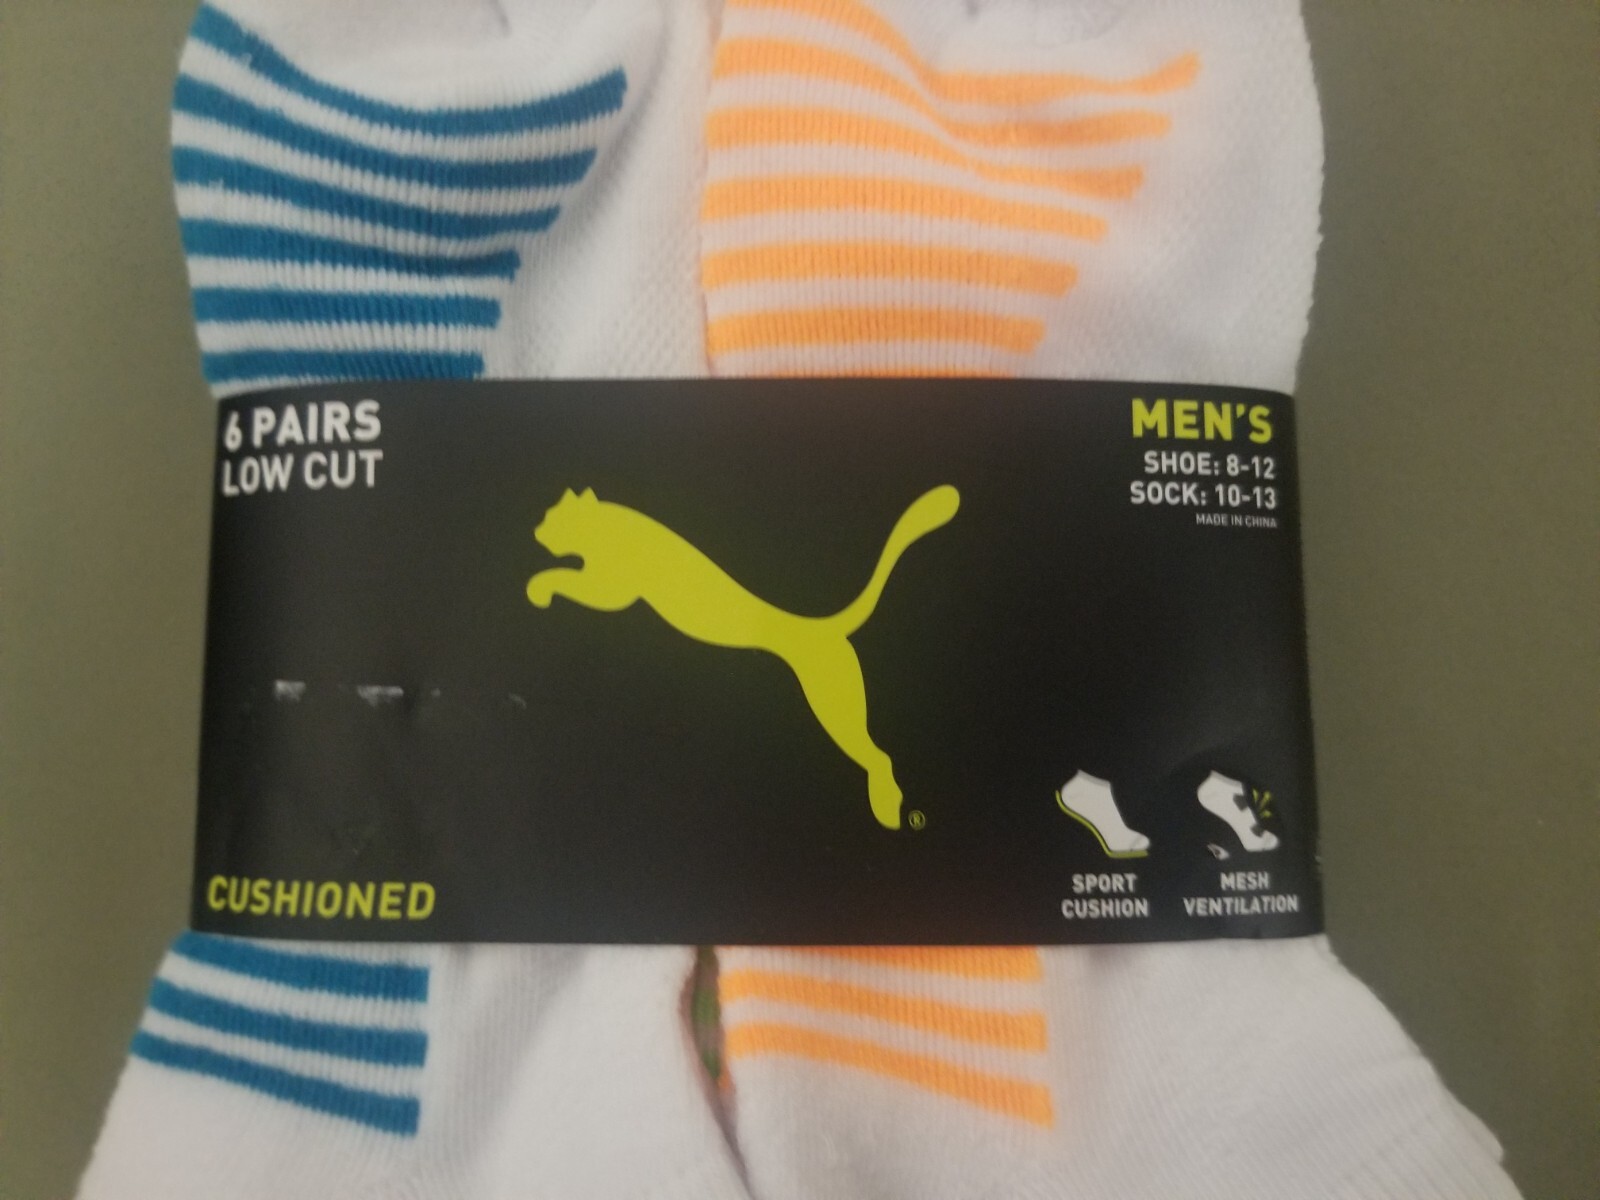 6 PAIRS
LOW CUT
MEN'S
SHOE: 8-12
SOCK: 10-13
MADE IN CHINA
®
CUSHIONED
SPORT
CUSHION
MESH
VENTILATION